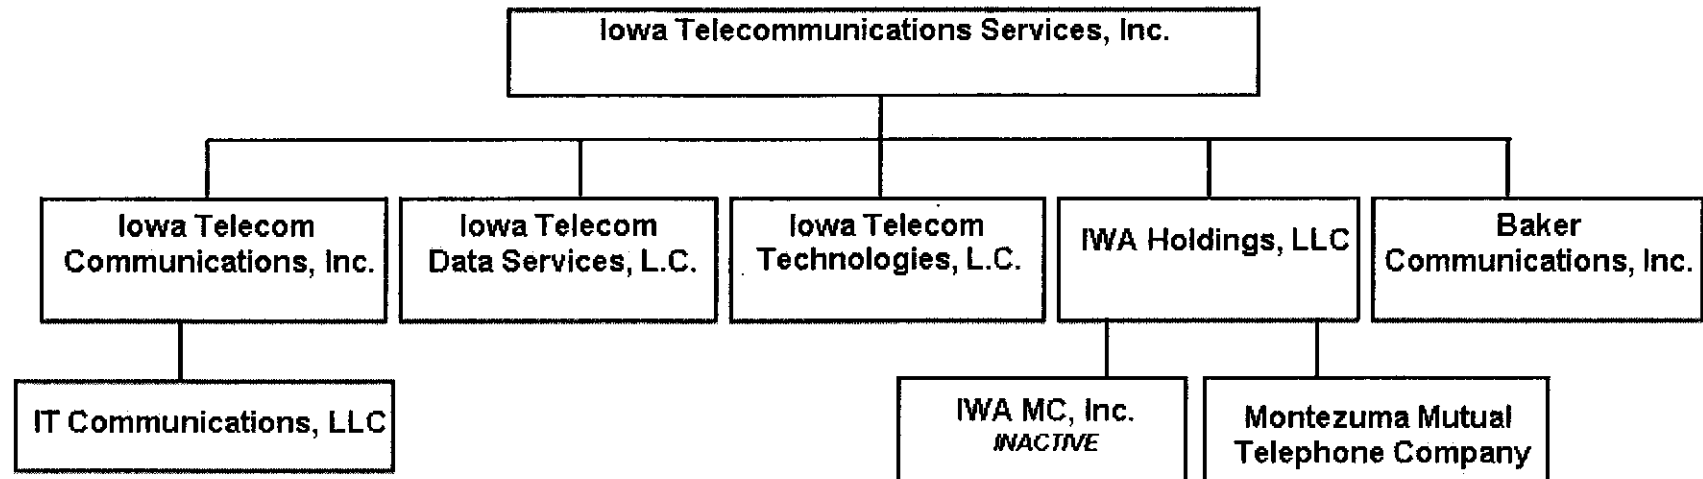 Iowa Telecommunications Services, Inc.
Iowa Telecom
Communications, Inc.
Iowa Telecom
Data Services, L.C.
Iowa Telecom
Technologies, L.C.
IWA Holdings, LLC
Baker
Communications, Inc.
IT Communications, LLC
IWA MC, Inc.
INACTIVE
Montezuma Mutual
Telephone Company